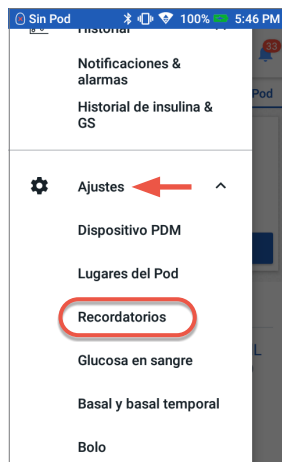 Sin Pod 100% 5:46 PM
Historial
33
Notificaciones &
alarmas
Pod
Historial de insulina &
GS
Ajustes
Dispositivo PDM
Lugares del Pod
Recordatorios
L
Glucosa en sangre
Basal y basal temporal
Bolo